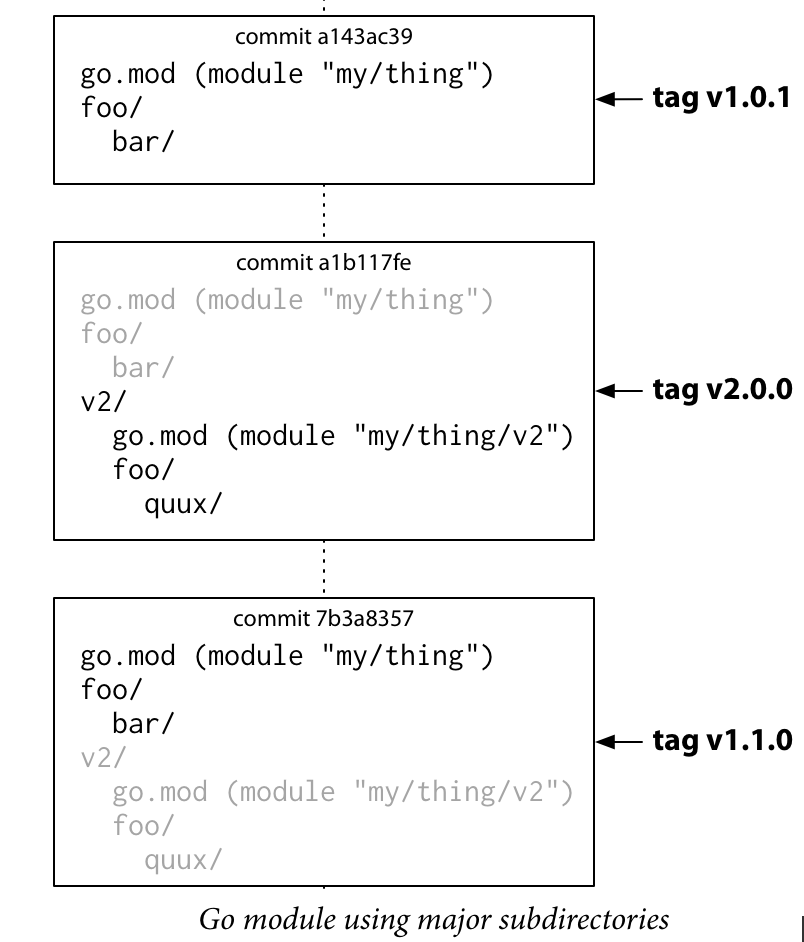 commit a143ac39
go.mod (module "my/thing")
foo/
bar/
tag v1.0.1
commit a1b117fe
go.mod (module "my/thing")
foo/
bar/
v2/
go.mod (module "my/thing/v2")
foo/
quux/
tag v2.0.0
commit 7b3a8357
go.mod (module "my/thing")
foo/
bar/
v2/
go.mod (module "my/thing/v2")
foo/
quux/
tag v1.1.0
Go module using major subdirectories